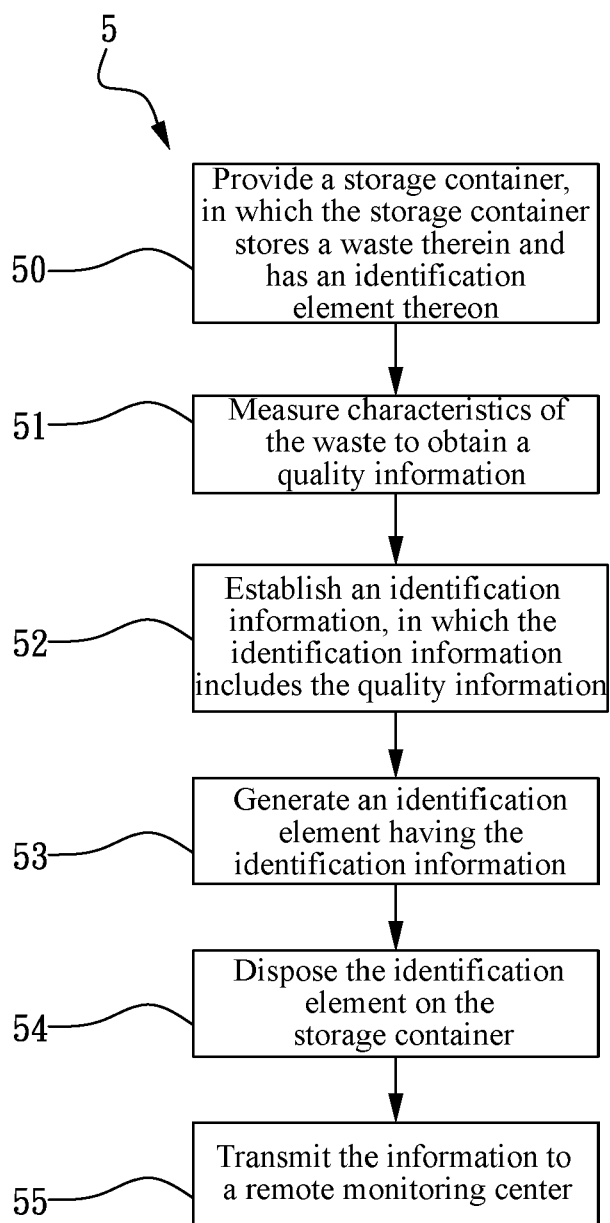 5
50
Provide a storage container,
in which the storage container
stores a waste therein and
has an identification
element thereon
51
Measure characteristics of
the waste to obtain a
quality information
52
Establish an identification
information, in which the
identification information
includes the quality information
53
Generate an identification
element having the
identification information
54
Dispose the identification
element on the
storage container
55
Transmit the information to
a remote monitoring center